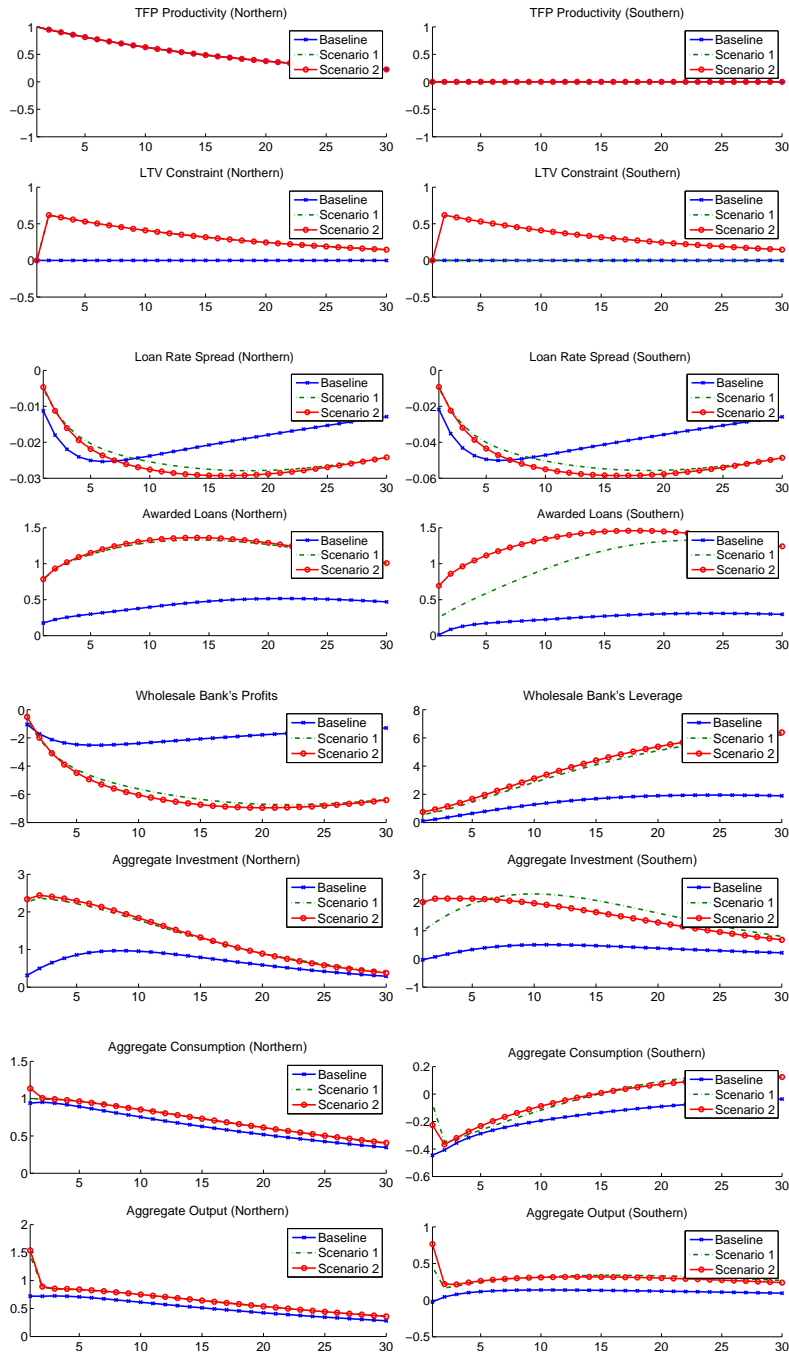 TFP Productivity (Northern)
1
0.5
0
−0.5
−1
5 10 15 20 25 30
Baseline
Scenario 1
Scenario 2
TFP Productivity (Southern)
1
0.5
0
−0.5
−1
5 10 15 20 25 30
Baseline
Scenario 1
Scenario 2
LTV Constraint (Northern)
1
0.5
0
−0.5
5 10 15 20 25 30
Baseline
Scenario 1
Scenario 2
LTV Constraint (Southern)
1
0.5
0
−0.5
5 10 15 20 25 30
Baseline
Scenario 1
Scenario 2
Loan Rate Spread (Northern)
0
−0.01
−0.02
−0.03
5 10 15 20 25 30
Baseline
Scenario 1
Scenario 2
Loan Rate Spread (Southern)
0
−0.02
−0.04
−0.06
5 10 15 20 25 30
Baseline
Scenario 1
Scenario 2
Awarded Loans (Northern)
1.5
1
0.5
0
5 10 15 20 25 30
Baseline
Scenario 1
Scenario 2
Awarded Loans (Southern)
1.5
1
0.5
0
5 10 15 20 25 30
Baseline
Scenario 1
Scenario 2
Wholesale Bank's Profits
0
−2
−4
−6
−8
5 10 15 20 25 30
Baseline
Scenario 1
Scenario 2
Wholesale Bank's Leverage
8
6
4
2
0
5 10 15 20 25 30
Baseline
Scenario 1
Scenario 2
Aggregate Investment (Northern)
3
2
1
0
5 10 15 20 25 30
Baseline
Scenario 1
Scenario 2
Aggregate Investment (Southern)
3
2
1
0
−1
5 10 15 20 25 30
Baseline
Scenario 1
Scenario 2
Aggregate Consumption (Northern)
1.5
1
0.5
0
5 10 15 20 25 30
Baseline
Scenario 1
Scenario 2
Aggregate Consumption (Southern)
0.2
0
−0.2
−0.4
−0.6
5 10 15 20 25 30
Baseline
Scenario 1
Scenario 2
Aggregate Output (Northern)
2
1.5
1
0.5
0
5 10 15 20 25 30
Baseline
Scenario 1
Scenario 2
Aggregate Output (Southern)
1
0.5
0
−0.5
5 10 15 20 25 30
Baseline
Scenario 1
Scenario 2